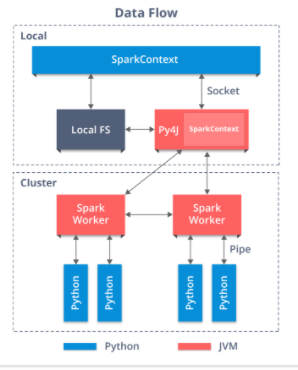 Data Flow
Local
SparkContext
Socket
Local FS
Py4J
SparkContext
Cluster
Spark
Worker
Spark
Worker
Pipe
Python
Python
Python
Python
Python
JVM